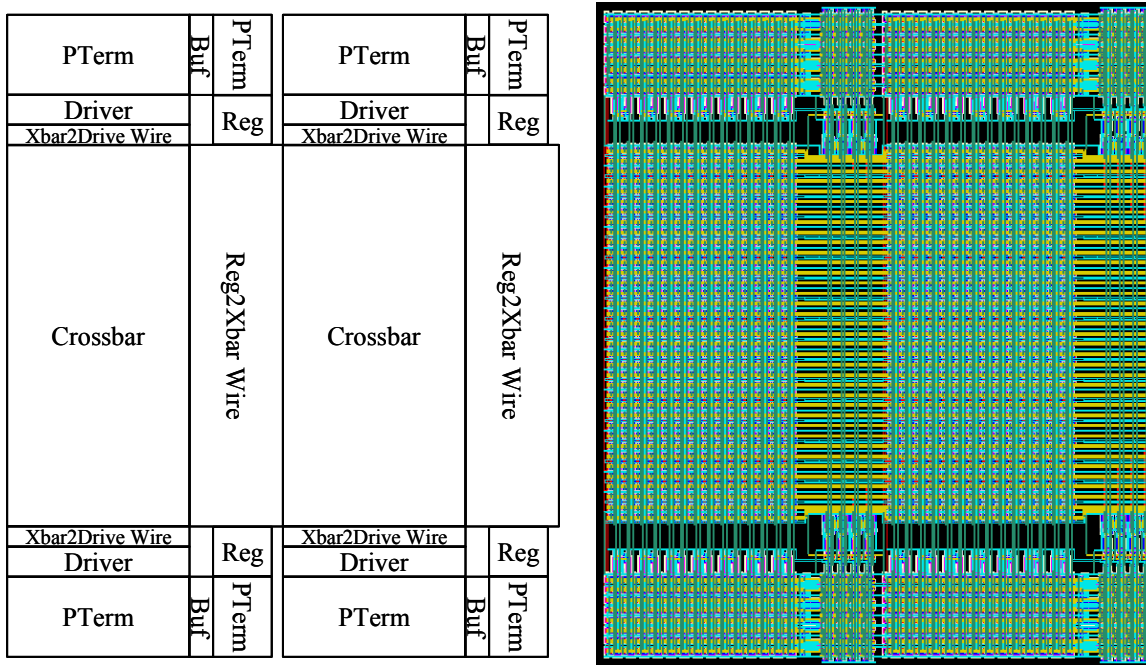 PTerm
Buf
PTerm
PTerm
Buf
PTerm
Driver
Reg
Driver
Reg
Xbar2Drive Wire
Xbar2Drive Wire
Crossbar
Reg2Xbar Wire
Crossbar
Reg2Xbar Wire
Xbar2Drive Wire
Xbar2Drive Wire
Driver
Reg
Driver
Reg
PTerm
Buf
PTerm
PTerm
Buf
PTerm